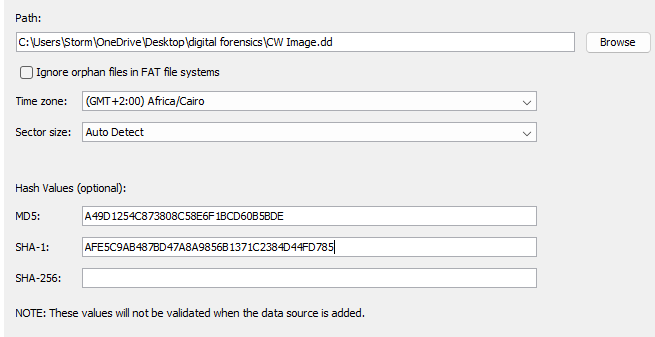 Path:
C:\Users\Storm\OneDrive\Desktop\digital forensics\CW Image.dd Browse
Ignore orphan files in FAT file systems
Time zone: (GMT+2:00) Africa/Cairo
Sector size: Auto Detect
Hash Values (optional):
MD5: A49D1254C873808C58E6F1BCD60B5BDE
SHA-1: AFE5C9AB487BD47A8A9856B1371C2384D44FD785
SHA-256:
NOTE: These values will not be validated when the data source is added.